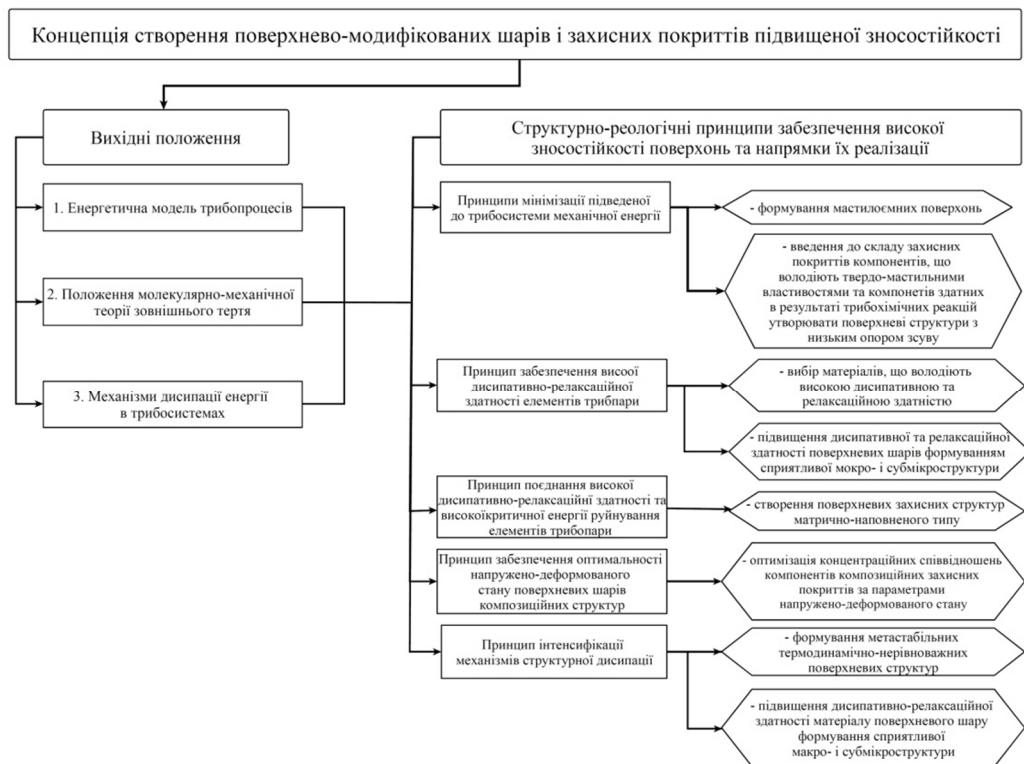 Концепція створення поверхнево-модифікованих шарів і захисних покриттів підвищеної зносостійкості
Вихідні положення
1. Енергетична модель трибопроцесів
2. Положення молекулярно-механічної
теорії зовнішнього тертя
3. Механізми дисипації енергії
в трибосистемах
Структурно-реологічні принципи забезпечення високої
зносостійкості поверхонь та напрямки їх реалізації
Принципи мінімізації підведеної
до трибосистеми механічної енергії
- формування мастилоємних поверхонь
- введення до складу захисних
покриттів компонентів, що
володіють твердо-мастильними
властивостями та компонетів здатних
в результаті трибохімічних реакцій
утворювати поверхневі структури з
низьким опором зсуву
Принцип забезпечення висоої
дисипативно-релаксаційної
здатності елементів трибпари
- вибір матеріалів, що володіють
високою дисипативною та
релаксаційною здатністю
- підвищення дисипативної та релаксаційної
здатності поверхневих шарів формуванням
сприятливої мокро- і субмікроструктури
Принцип поєднання високої
дисипативно-релаксаційні здатності та
високоїкритичної енергії руйнування
елементів трибопари
- створення поверхневих захисних структур
матрично-наповненого типу
Принцип забезпечення оптимальності
напружено-деформованого
стану поверхневих шарів
композиційних структур
- оптимізація концентраційних співвідношень
компонентів композиційних захисних
покриттів за параметрами
напружено-деформованого стану
Принцип інтенсифікації
механізмів структурної дисипації
- формування метастабільних
термодинамічно-нерівноважних
поверхневих структур
- підвищення дисипативно-релаксаційної
здатності матеріалу поверхневого шару
формування сприятливої
макро- і субмікроструктури